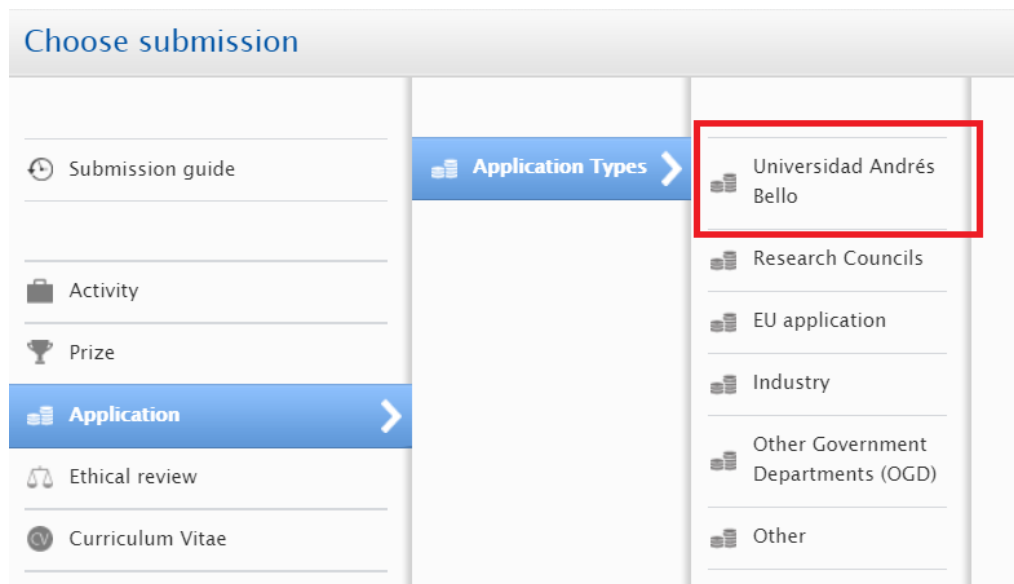 Choose submission
Submission guide
Activity
Prize
Application
Ethical review
CV
Curriculum Vitae
Application Types
Universidad Andrés
Bello
Research Councils
EU application
Industry
Other Government
Departments (OGD)
Other